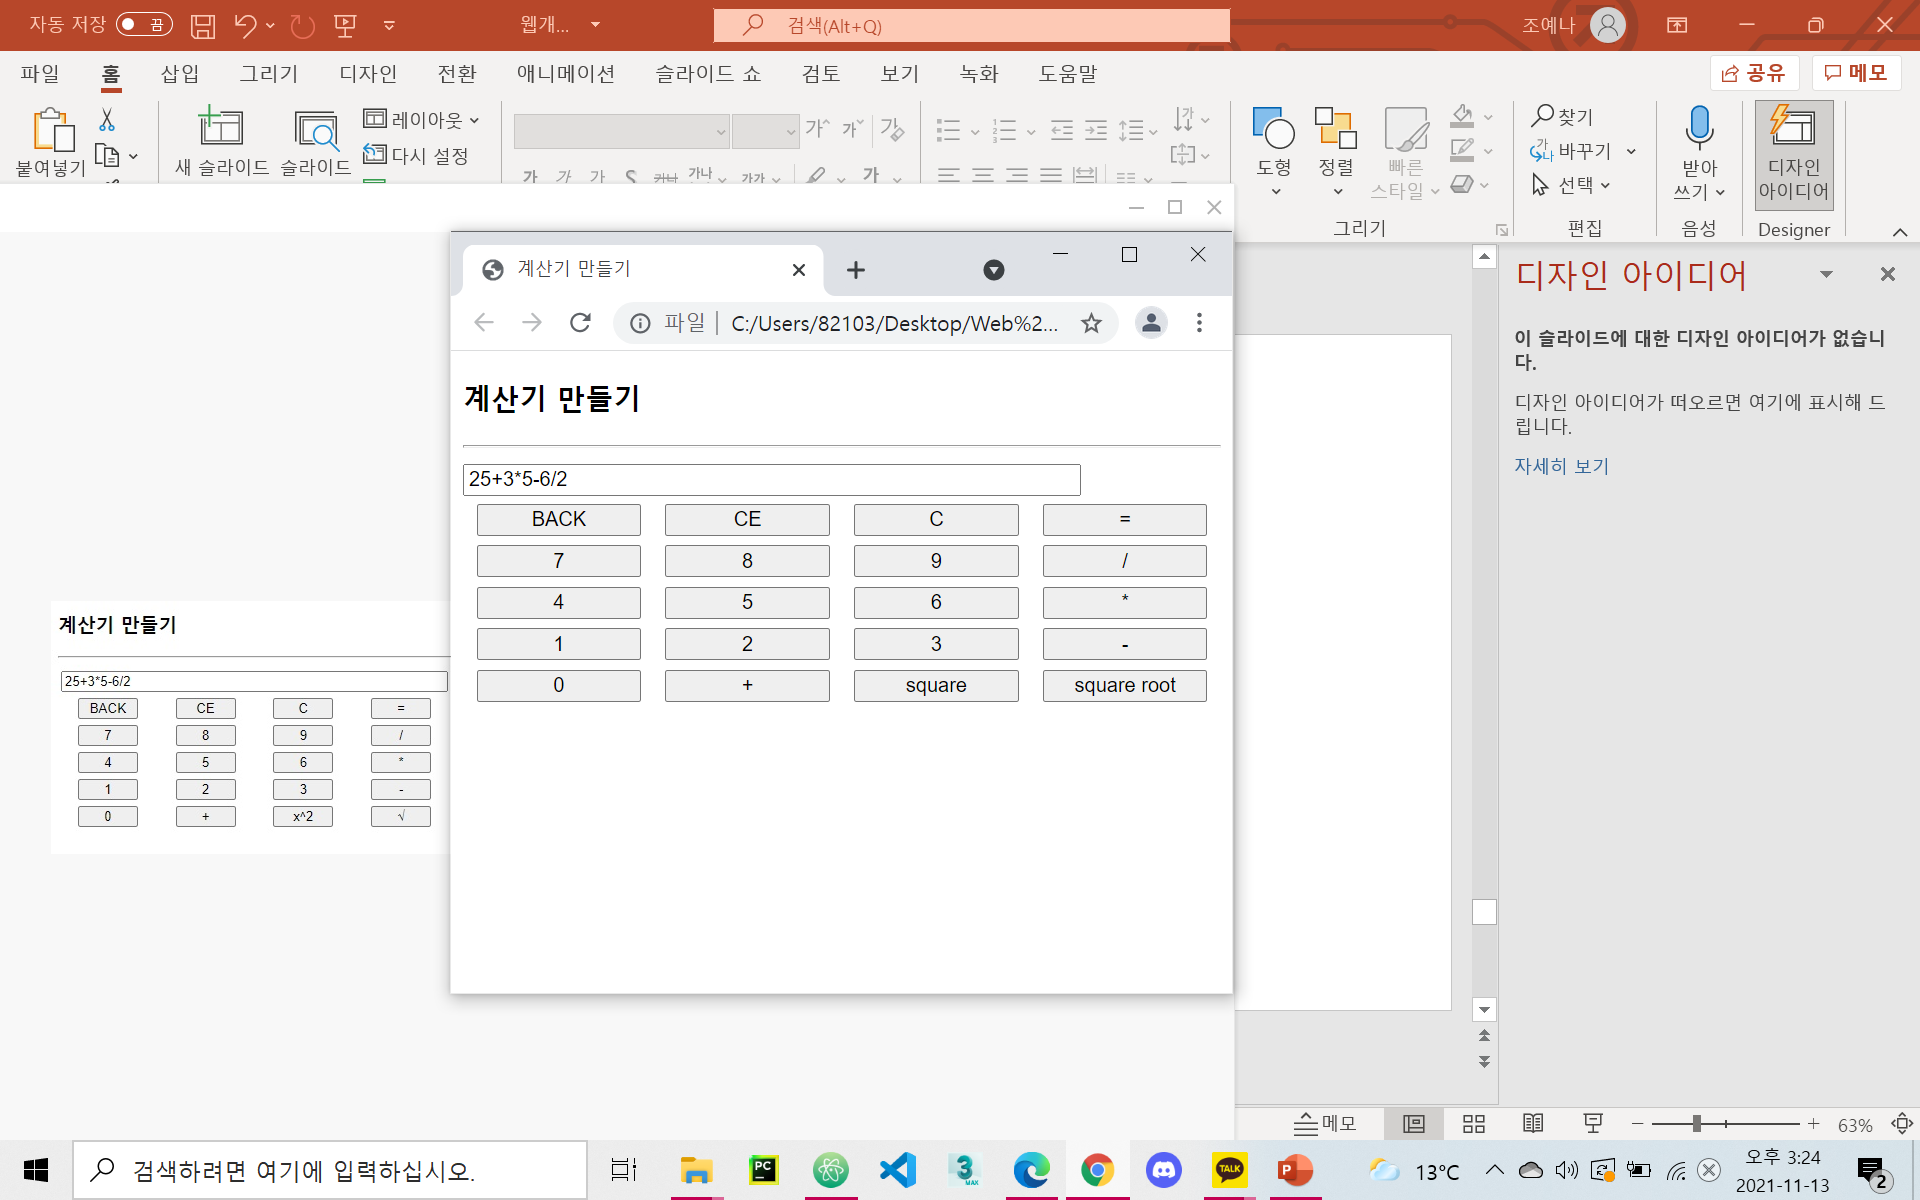 자동 저장
끔
웹개...
검색(Alt+Q)
조예나
파일
홈
삽입
그리기
디자인
전환
애니메이션
슬라이드 쇼
검토
보기
녹화
도움말
공유
메모
붙여넣기
새 슬라이드
슬라이드
레이아웃
다시 설정
도형
정렬
빠른
스타일
그리기
찾기
바꾸기
선택
편집
받아
쓰기
음성
디자인
아이디어
Designer
계산기 만들기
파일
C:/Users/82103/Desktop/Web%2...
계산기 만들기
25+3*5-6/2
BACK CE C =
7 8 9 /
4 5 6 *
1 2 3 -
0 + square square root
계산기 만들기
25+3*5-6/2
BACK CE C =
7 8 9 /
4 5 6 *
1 2 3 -
0 + x^2 √
디자인 아이디어
이 슬라이드에 대한 디자인 아이디어가 없습니
다.
디자인 아이디어가 떠오르면 여기에 표시해 드
립니다.
자세히 보기
메모
63%
검색하려면 여기에 입력하십시오.
PC
3
MAX
TALK
P
13°C
오후 3:24
2021-11-13
2